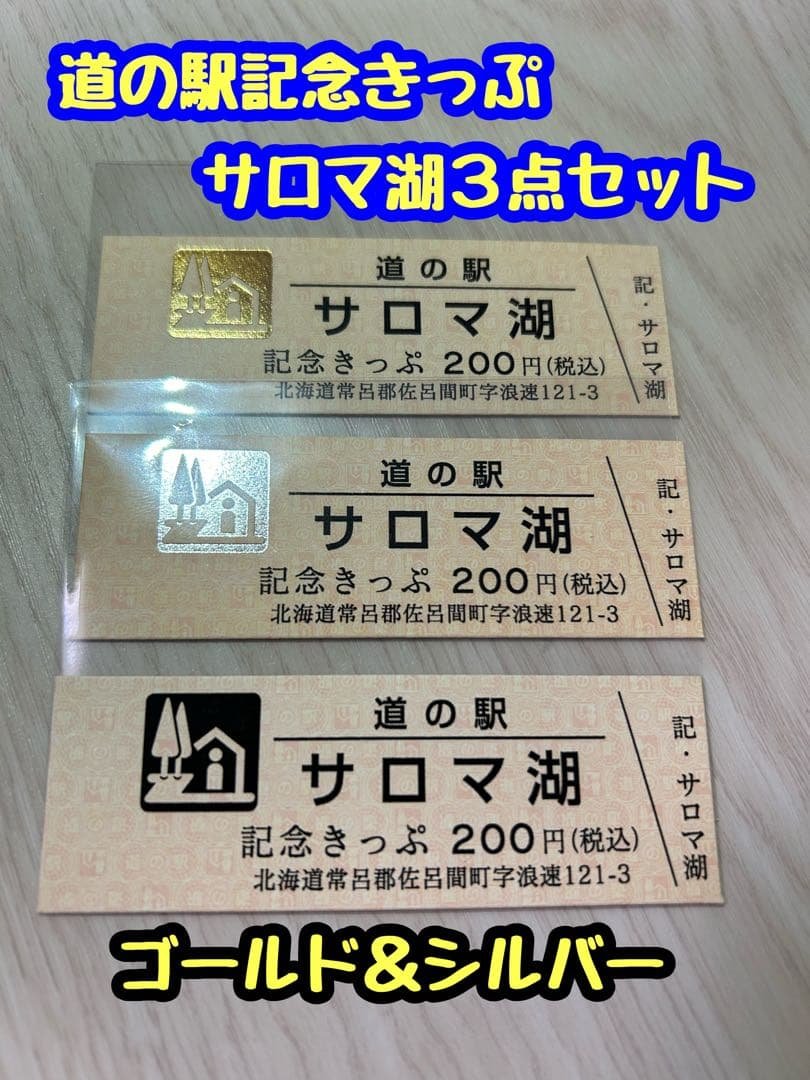 道の駅記念きっぷ
サロマ湖3点セット
道の駅
サロマ湖
記念きっぷ 200円(税込)
北海道常呂郡佐呂間町字浪速121-3
記・サロマ湖
道の駅
サロマ湖
記念きっぷ 200円(税込)
北海道常呂郡佐呂間町字浪速121-3
記・サロマ湖
道の駅
サロマ湖
記念きっぷ 200円(税込)
北海道常呂郡佐呂間町字浪速121-3
記・サロマ湖
ゴールド&シルバー